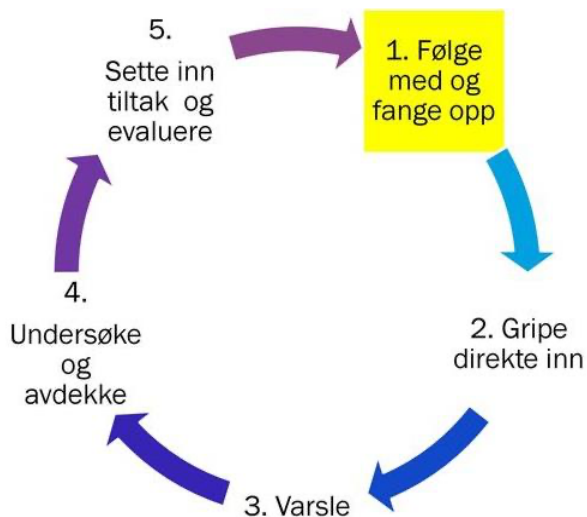 1. Følge
med og
fange opp
2. Gripe
direkte inn
3. Varsle
4.
Undersøke
og
avdekke
5.
Sette inn
tiltak og
evaluere